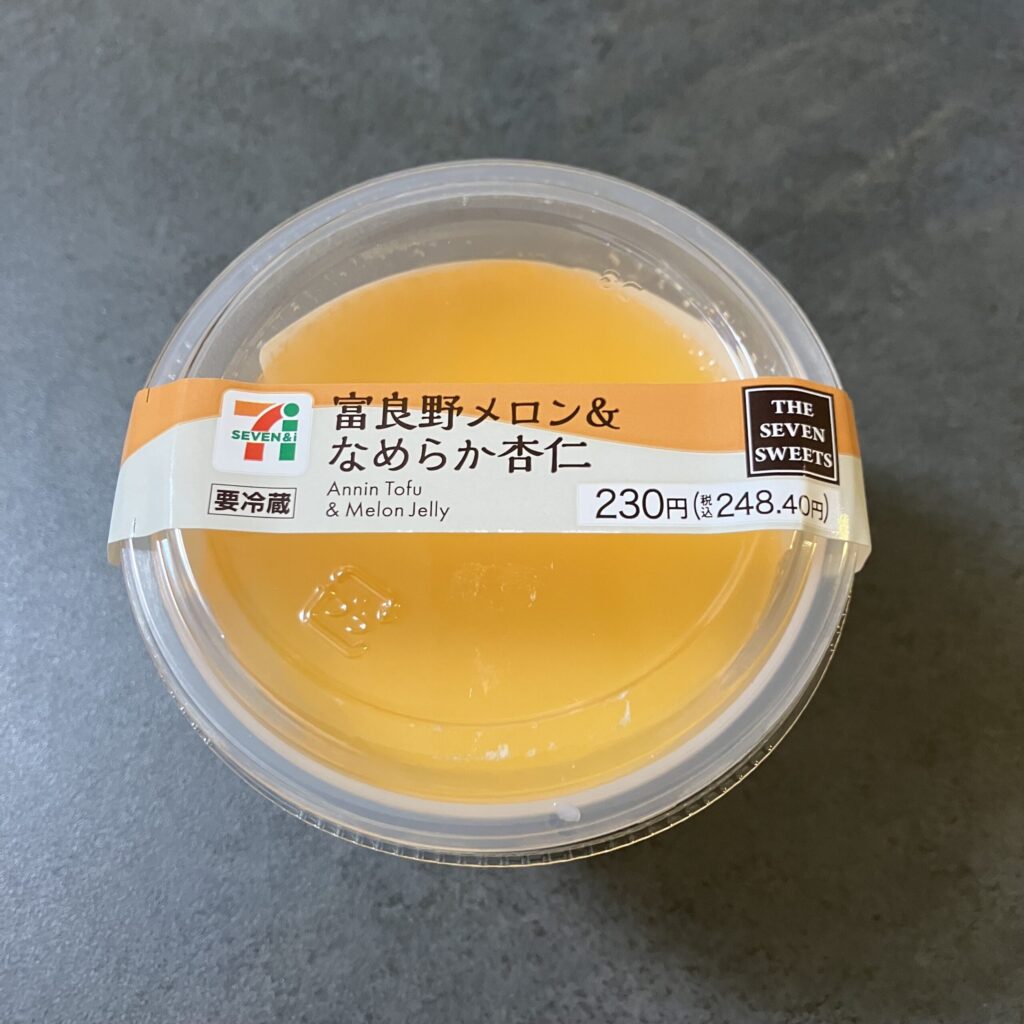 SEVEN&i
富良野メロン&
なめらか杏仁
要冷蔵
Annin Tofu
& Melon Jelly
THE
SEVEN
SWEETS
230円(税込248.40円)